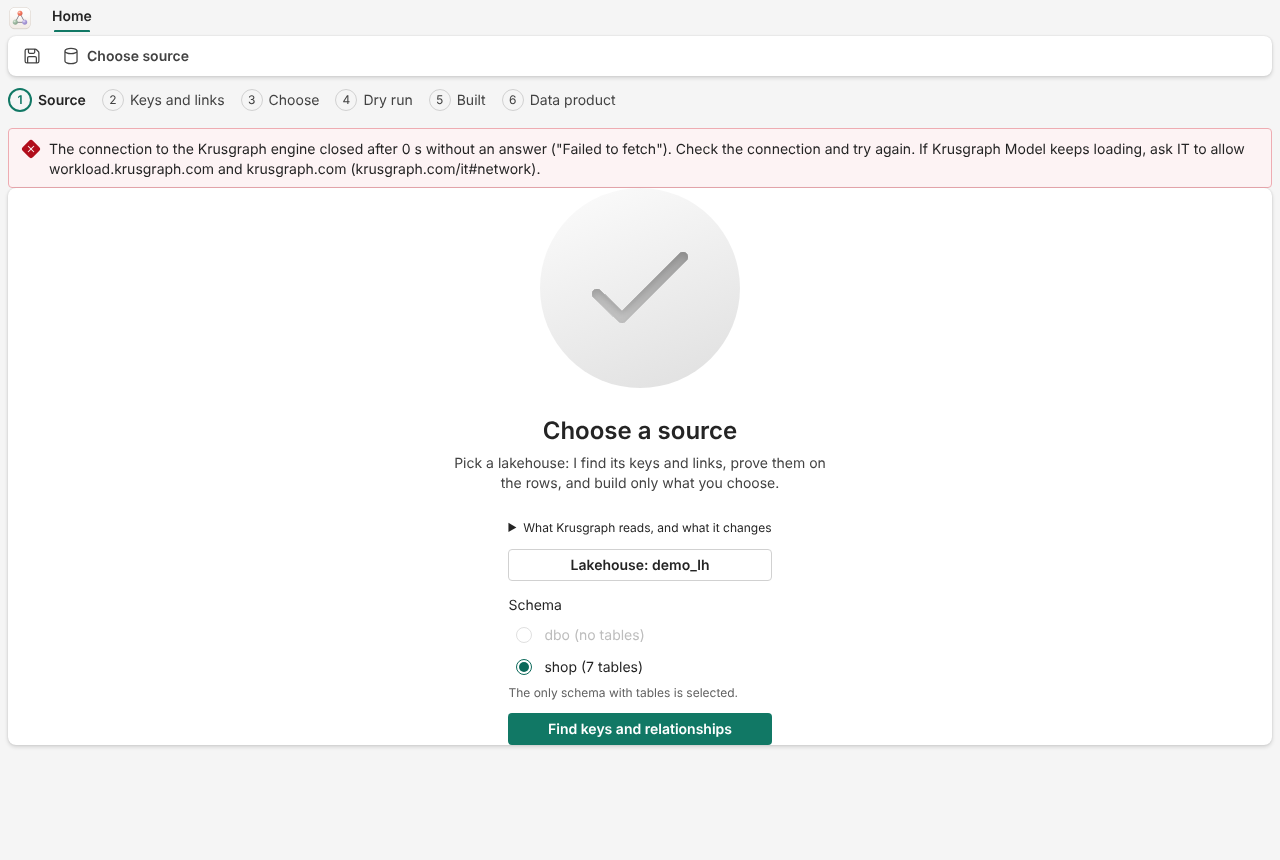 Home
Choose source
1 Source 2 Keys and links 3 Choose 4 Dry run 5 Built 6 Data product
The connection to the Krusgraph engine closed after 0 s without an answer ("Failed to fetch"). Check the connection and try again. If Krusgraph Model keeps loading, ask IT to allow
workload.krusgraph.com and krusgraph.com (krusgraph.com/it#network).
Choose a source
Pick a lakehouse: I find its keys and links, prove them on
the rows, and build only what you choose.
What Krusgraph reads, and what it changes
Lakehouse: demo_lh
Schema
dbo (no tables)
shop (7 tables)
The only schema with tables is selected.
Find keys and relationships